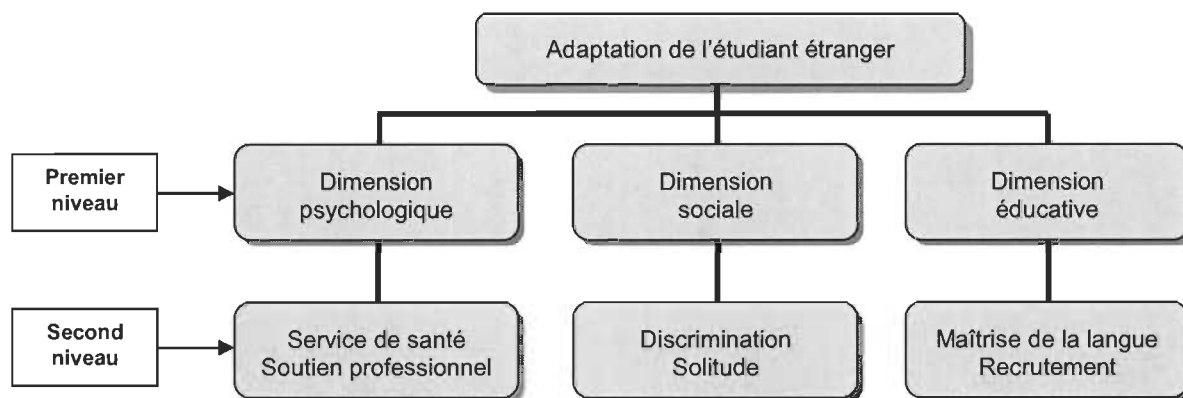 Adaptation de l'étudiant étranger
Premier
niveau
Dimension
psychologique
Dimension
sociale
Dimension
éducative
Second
niveau
Service de santé
Soutien professionnel
Discrimination
Solitude
Maîtrise de la langue
Recrutement